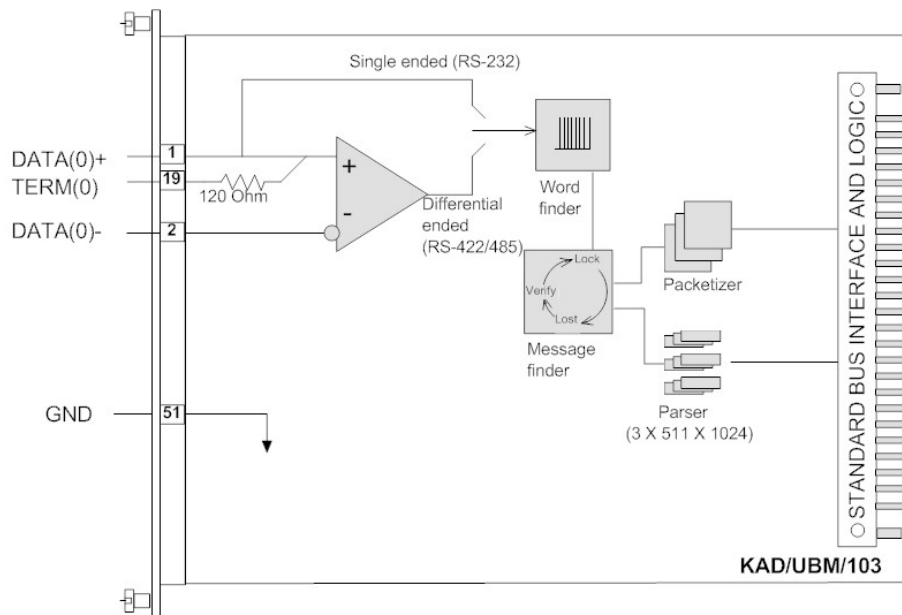 Single ended (RS-232)
DATA(0)+
1
TERM(0)
19
120 Ohm
DATA(0)-
2
+
-
Differential
ended
(RS-422/485)
Word
finder
Lock
Verify
Lost
Message
finder
Packetizer
Parser
(3 X 511 X 1024)
GND
51
STANDARD BUS INTERFACE AND LOGIC
KAD/UBM/103